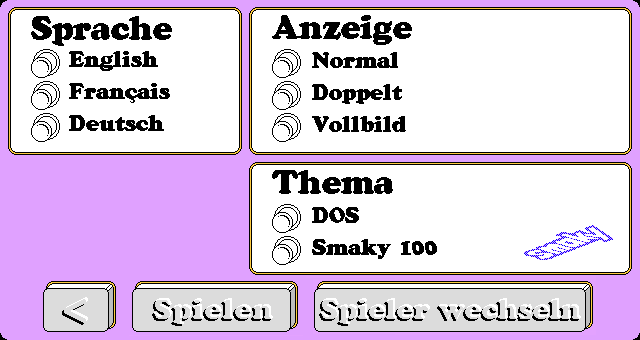 Sprache
English
Français
Deutsch
Anzeige
Normal
Doppelt
Vollbild
Thema
DOS
Smaky 100
<
Spielen
Spieler wechseln